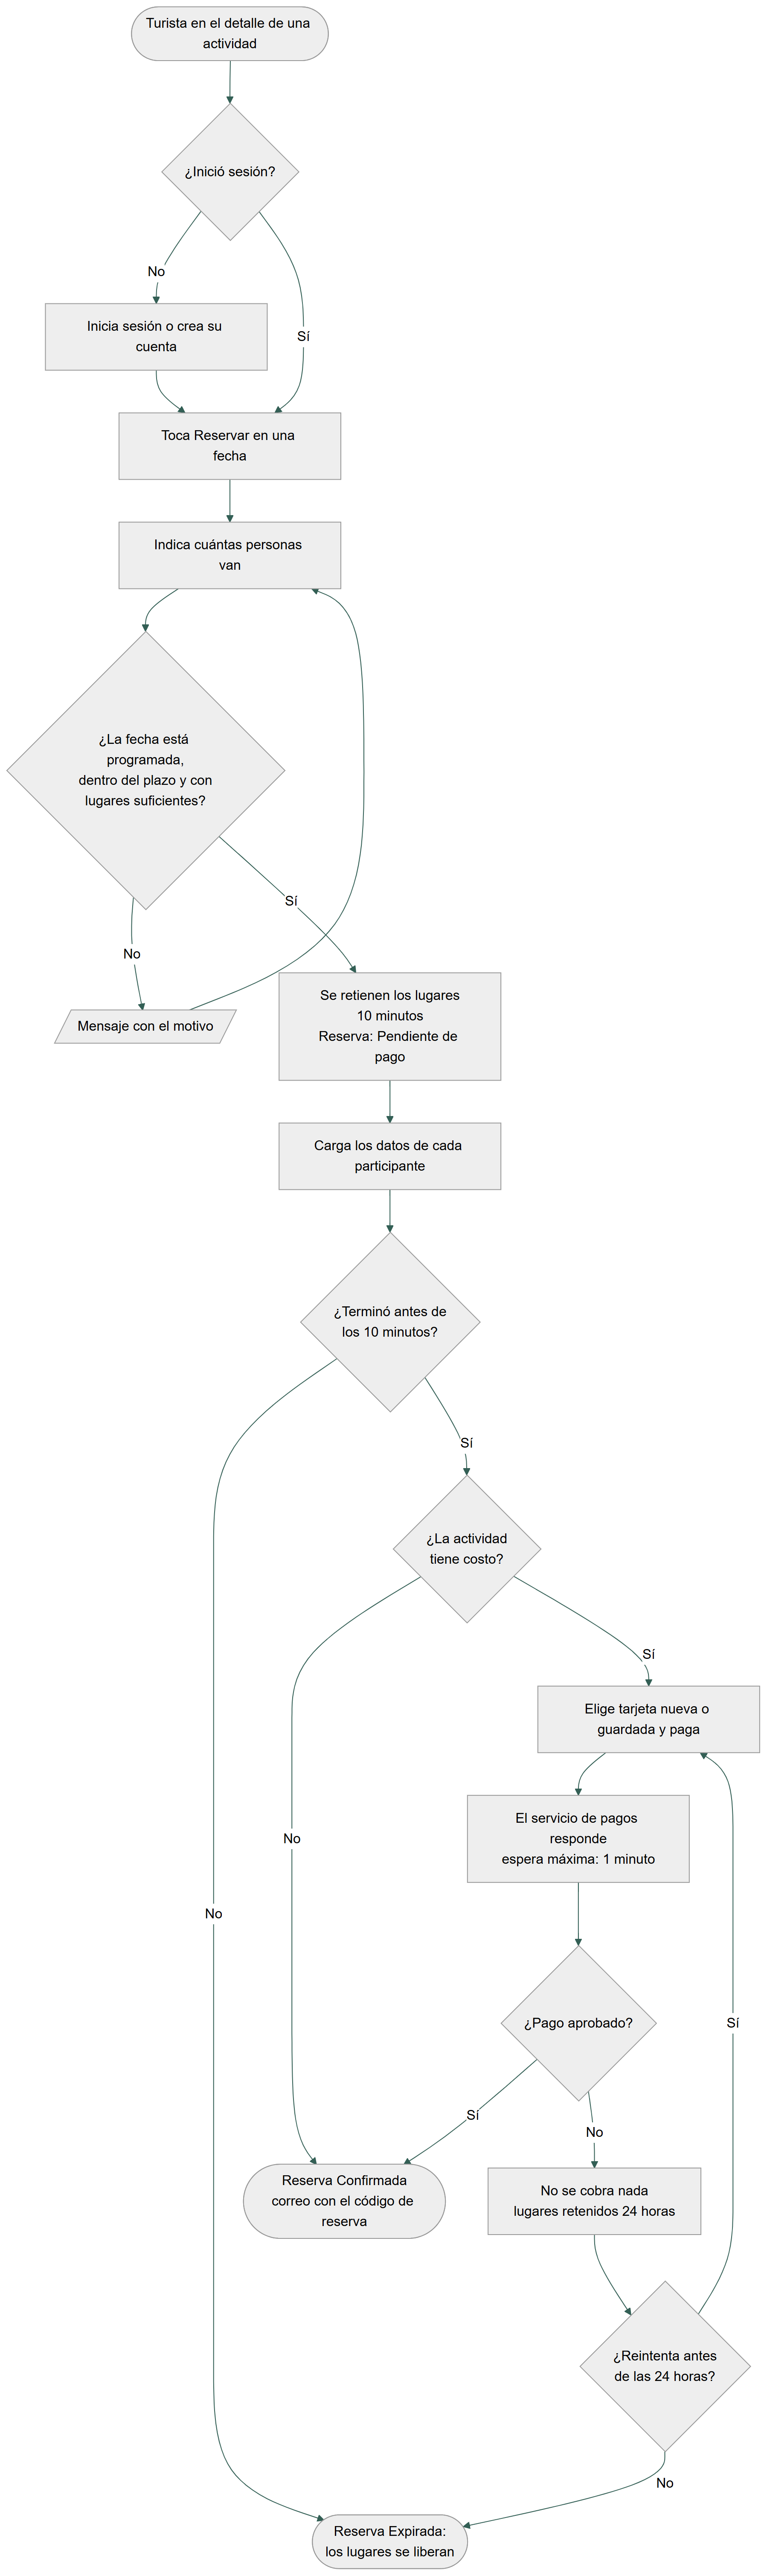 Turista en el detalle de una
actividad
¿Inició sesión?
No
Sí
Inicia sesión o crea su
cuenta
Toca Reservar en una
fecha
Indica cuántas personas
van
¿La fecha está
programada,
dentro del plazo y con
lugares suficientes?
Sí
No
Mensaje con el motivo
Se retienen los lugares
10 minutos
Reserva: Pendiente de
pago
Carga los datos de cada
participante
¿Terminó antes de
los 10 minutos?
Sí
¿La actividad
tiene costo?
Sí
Elige tarjeta nueva o
guardada y paga
El servicio de pagos
responde
espera máxima: 1 minuto
No
No
¿Pago aprobado?
Sí
Sí
No
Reserva Confirmada
correo con el código de
reserva
No se cobra nada
lugares retenidos 24 horas
¿Reintenta antes
de las 24 horas?
No
Reserva Expirada:
los lugares se liberan